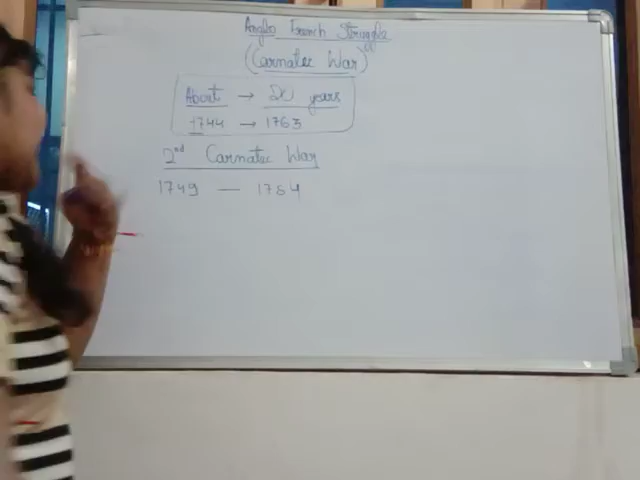 Anglo French Struggle
(Carnatic War)
About → 20 years
1744 → 1763
2nd Carnatic War
1749 — 1754